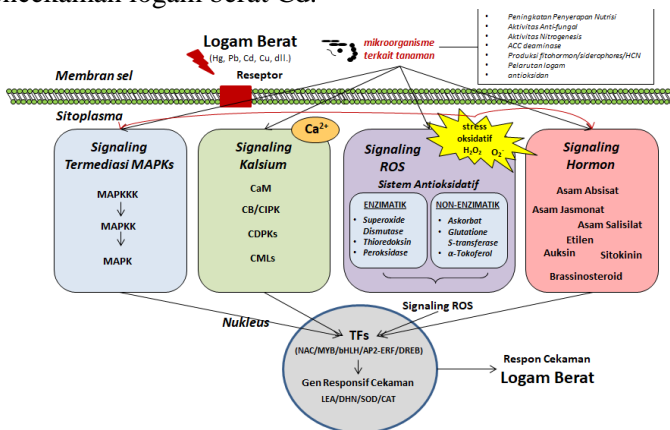 Logam Berat
(Hg, Pb, Cd, Cu, dll.)
mikroorganisme
terkait tanaman
• Peningkatan Penyerapan Nutrisi
• Aktivitas Anti-fungal
• Aktivitas Nitrogenesis
• ACC deaminase
• Produksi fitohormon/siderophores/HCN
• Pelarutan logam
• antioksidan
Membran sel
Reseptor
Sitoplasma
Signaling
Termediasi MAPKs
MAPKKK
MAPKK
MAPK
Ca2+
Signaling
Kalsium
CaM
CB/CIPK
CDPKs
CMLs
stress
oksidatif
H2O2 O2-
Signaling
ROS
Sistem Antioksidatif
ENZIMATIK
• Superoxide
Dismutase
• Thioredoksin
• Peroksidase
NON-ENZIMATIK
• Askorbat
• Glutatione
S-transferase
• α-Tokoferol
Signaling
Hormon
Asam Absisat
Asam Jasmonat
Asam Salisilat
Etilen
Auksin
Sitokinin
Brassinosteroid
Signaling ROS
Nukleus
TFs
(NAC/MYB/bHLH/AP2-ERF/DREB)
Gen Responsif Cekaman
LEA/DHN/SOD/CAT
Respon Cekaman
Logam Berat